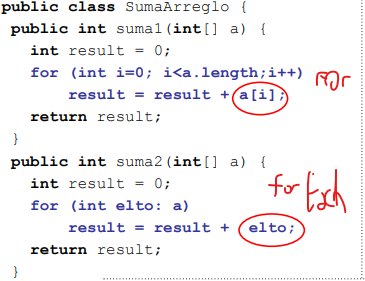 public class SumaArreglo {
public int suma1(int[] a) {
int result = 0;
for (int i=0; i<a.length;i++)
for
result = result + a[i];
return result;
}
public int suma2(int[] a) {
int result = 0;
for Exh
for (int elto: a)
result = result + elto;
return result;
}